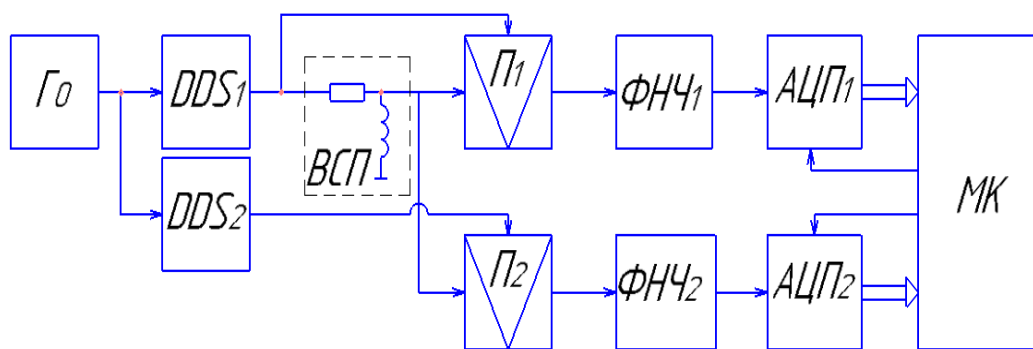 Г0
DDS1
П1
ФНЧ1
АЦП1
ВСП
МК
DDS2
П2
ФНЧ2
АЦП2